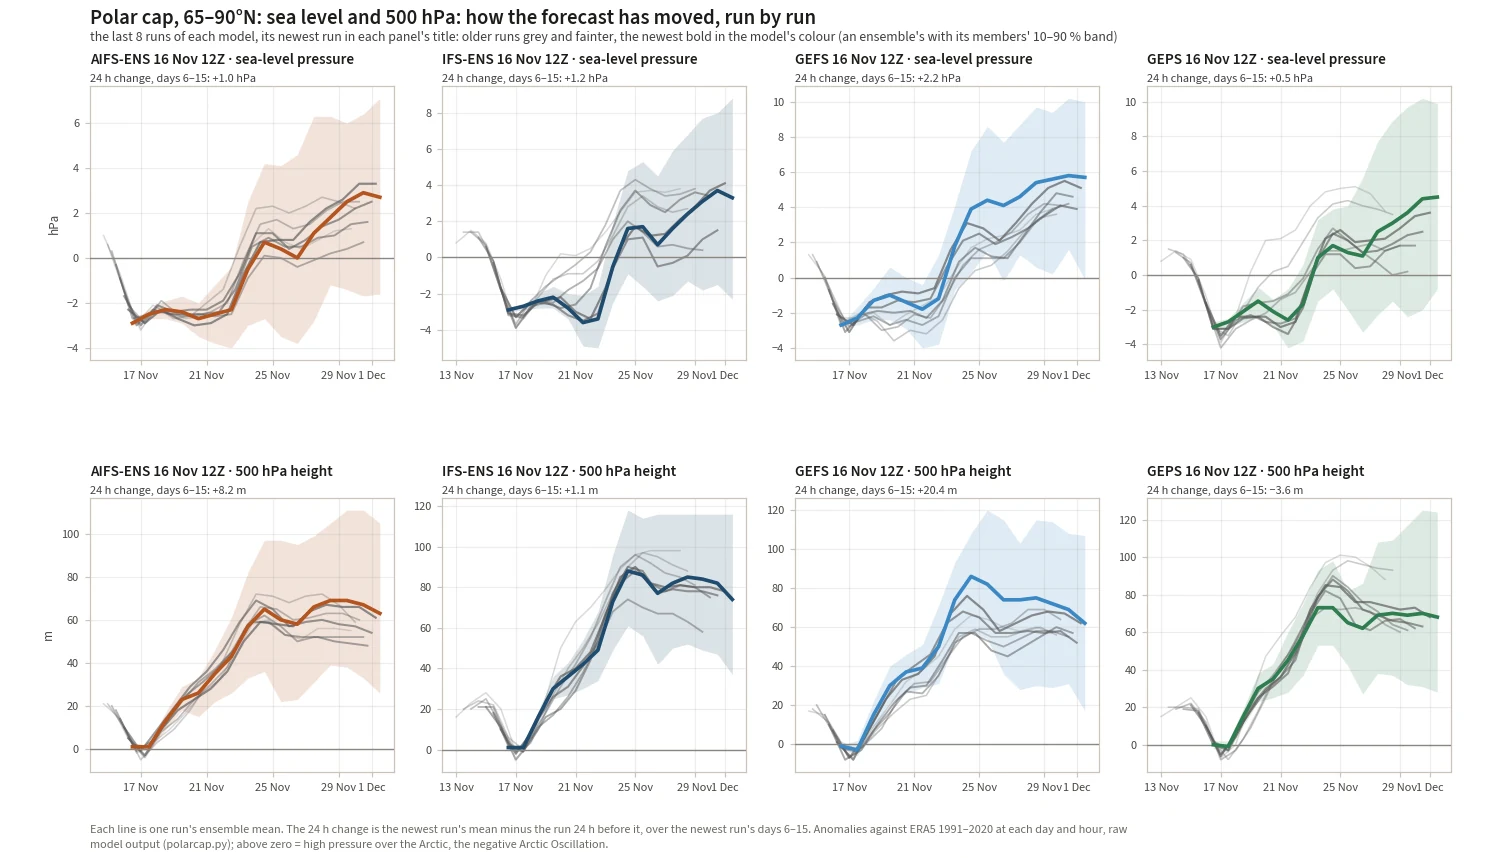 Polar cap, 65–90°N: sea level and 500 hPa: how the forecast has moved, run by run
the last 8 runs of each model, its newest run in each panel's title: older runs grey and fainter, the newest bold in the model's colour (an ensemble's with its members' 10–90 % band)
AIFS-ENS 16 Nov 12Z · sea-level pressure
24 h change, days 6–15: +1.0 hPa
hPa
6
4
2
0
−2
−4
17 Nov 21 Nov 25 Nov 29 Nov 1 Dec
IFS-ENS 16 Nov 12Z · sea-level pressure
24 h change, days 6–15: +1.2 hPa
8
6
4
2
0
−2
−4
13 Nov 17 Nov 21 Nov 25 Nov 29 Nov 1 Dec
GEFS 16 Nov 12Z · sea-level pressure
24 h change, days 6–15: +2.2 hPa
10
8
6
4
2
0
−2
−4
17 Nov 21 Nov 25 Nov 29 Nov 1 Dec
GEPS 16 Nov 12Z · sea-level pressure
24 h change, days 6–15: +0.5 hPa
10
8
6
4
2
0
−2
−4
13 Nov 17 Nov 21 Nov 25 Nov 29 Nov 1 Dec
AIFS-ENS 16 Nov 12Z · 500 hPa height
24 h change, days 6–15: +8.2 m
m
100
80
60
40
20
0
17 Nov 21 Nov 25 Nov 29 Nov 1 Dec
IFS-ENS 16 Nov 12Z · 500 hPa height
24 h change, days 6–15: +1.1 m
120
100
80
60
40
20
0
13 Nov 17 Nov 21 Nov 25 Nov 29 Nov 1 Dec
GEFS 16 Nov 12Z · 500 hPa height
24 h change, days 6–15: +20.4 m
120
100
80
60
40
20
0
17 Nov 21 Nov 25 Nov 29 Nov 1 Dec
GEPS 16 Nov 12Z · 500 hPa height
24 h change, days 6–15: −3.6 m
120
100
80
60
40
20
0
13 Nov 17 Nov 21 Nov 25 Nov 29 Nov 1 Dec
Each line is one run's ensemble mean. The 24 h change is the newest run's mean minus the run 24 h before it, over the newest run's days 6–15. Anomalies against ERA5 1991–2020 at each day and hour, raw
model output (polarcap.py); above zero = high pressure over the Arctic, the negative Arctic Oscillation.